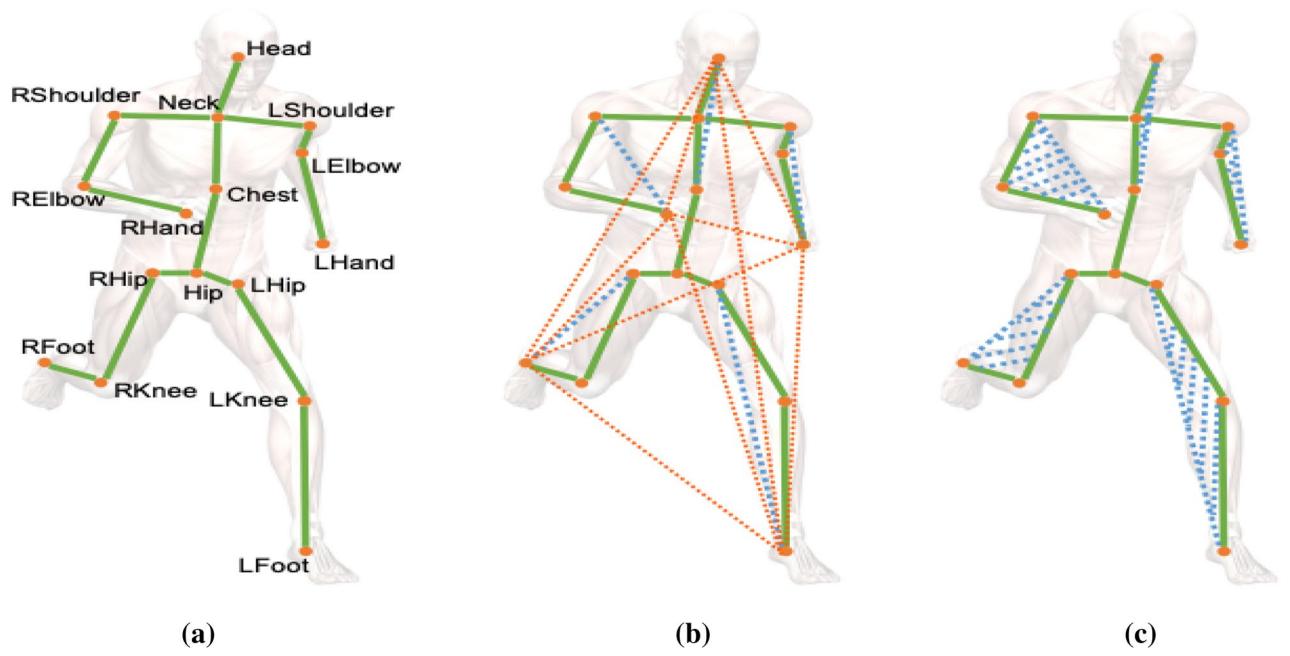 Head
RShoulder
Neck
LShoulder
LElbow
RElbow
Chest
RHand
LHand
RHip
Hip
LHip
RFoot
RKnee
LKnee
LFoot
(a) (b) (c)